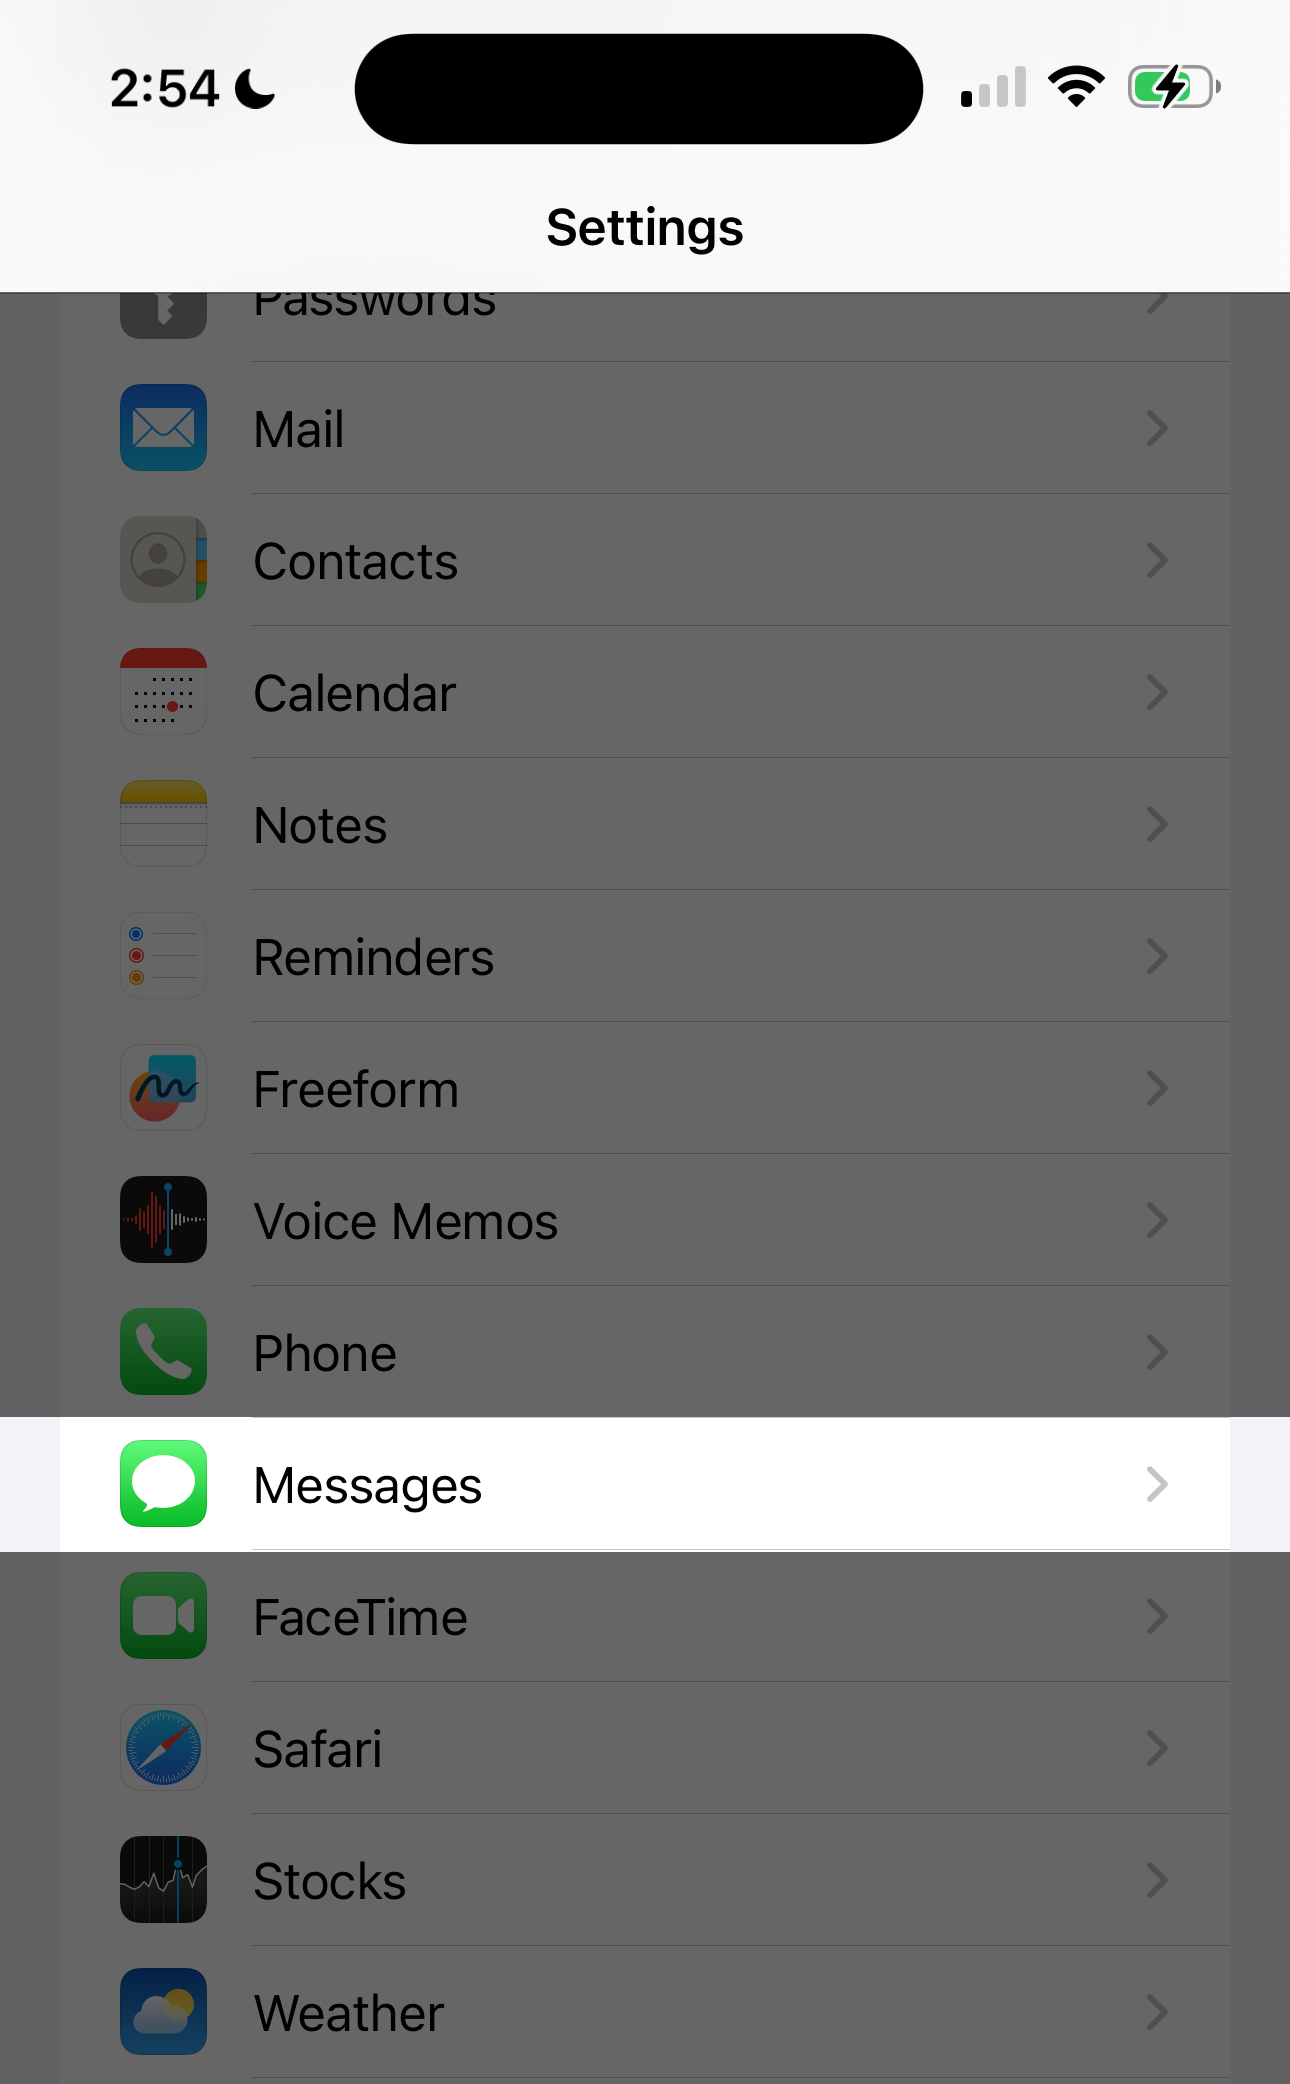 2:54
Settings
Passwords
Mail
Contacts
Calendar
Notes
Reminders
Freeform
Voice Memos
Phone
Messages
FaceTime
Safari
Stocks
Weather